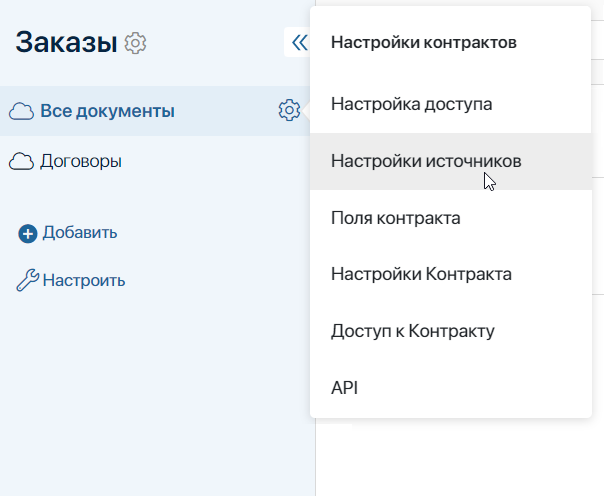 Заказы
Все документы
Договоры
Добавить
Настроить
Настройки контрактов
Настройка доступа
Настройки источников
Поля контракта
Настройки Контракта
Доступ к Контракту
API